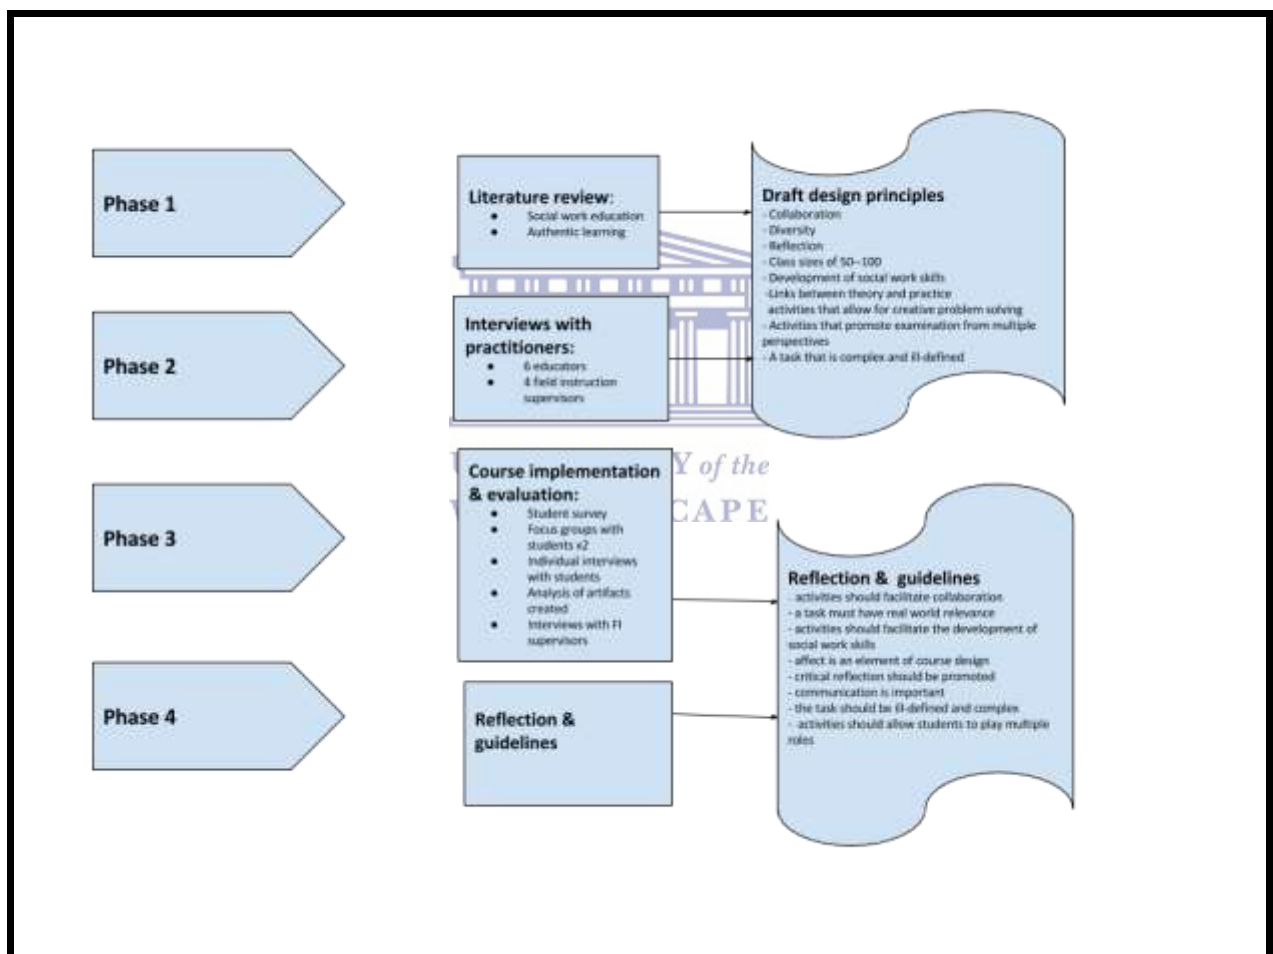 Phase 1
Literature review:
● Social work education
● Authentic learning
Draft design principles
- Collaboration
- Diversity
- Reflection
- Class sizes of 50–100
- Development of social work skills
-Links between theory and practice
activities that allow for creative problem solving
- Activities that promote examination from multiple
perspectives
- A task that is complex and ill-defined
Phase 2
Interviews with
practitioners:
● 6 educators
● 4 field instruction
supervisors
Phase 3
Course implementation
& evaluation:
● Student survey
● Focus groups with
students x2
● Individual interviews
with students
● Analysis of artifacts
created
● Interviews with FI
supervisors
Y of the
CAPE
Reflection & guidelines
- activities should facilitate collaboration
- a task must have real world relevance
- activities should facilitate the development of
social work skills
- affect is an element of course design
- critical reflection should be promoted
- communication is important
- the task should be ill-defined and complex
- activities should allow students to play multiple
roles
Phase 4
Reflection &
guidelines